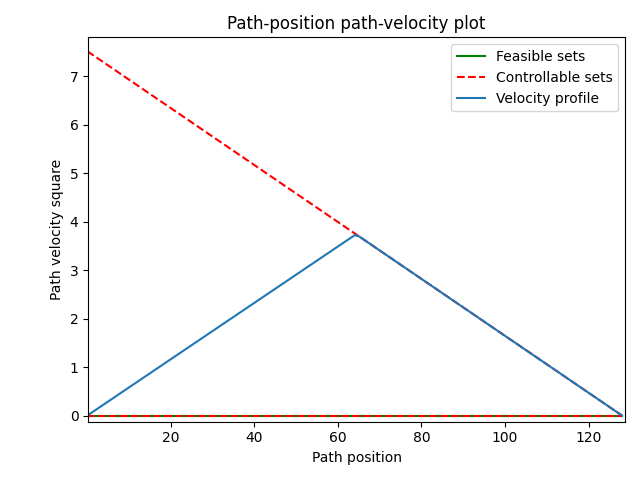 Path-position path-velocity plot
Feasible sets
Controllable sets
Velocity profile
Path velocity square
7
6
5
4
3
2
1
0
20 40 60 80 100 120
Path position